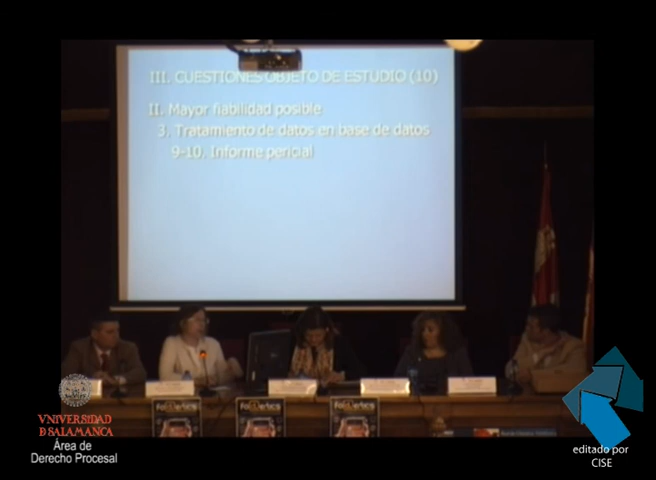 III. CUESTIONES OBJETO DE ESTUDIO (10)
II. Mayor fiabilidad posible
3. Tratamiento de datos en base de datos
9-10. Informe pericial
VNIVERSIDAD
D SALAMANCA
Área de
Derecho Procesal
editado por
CISE